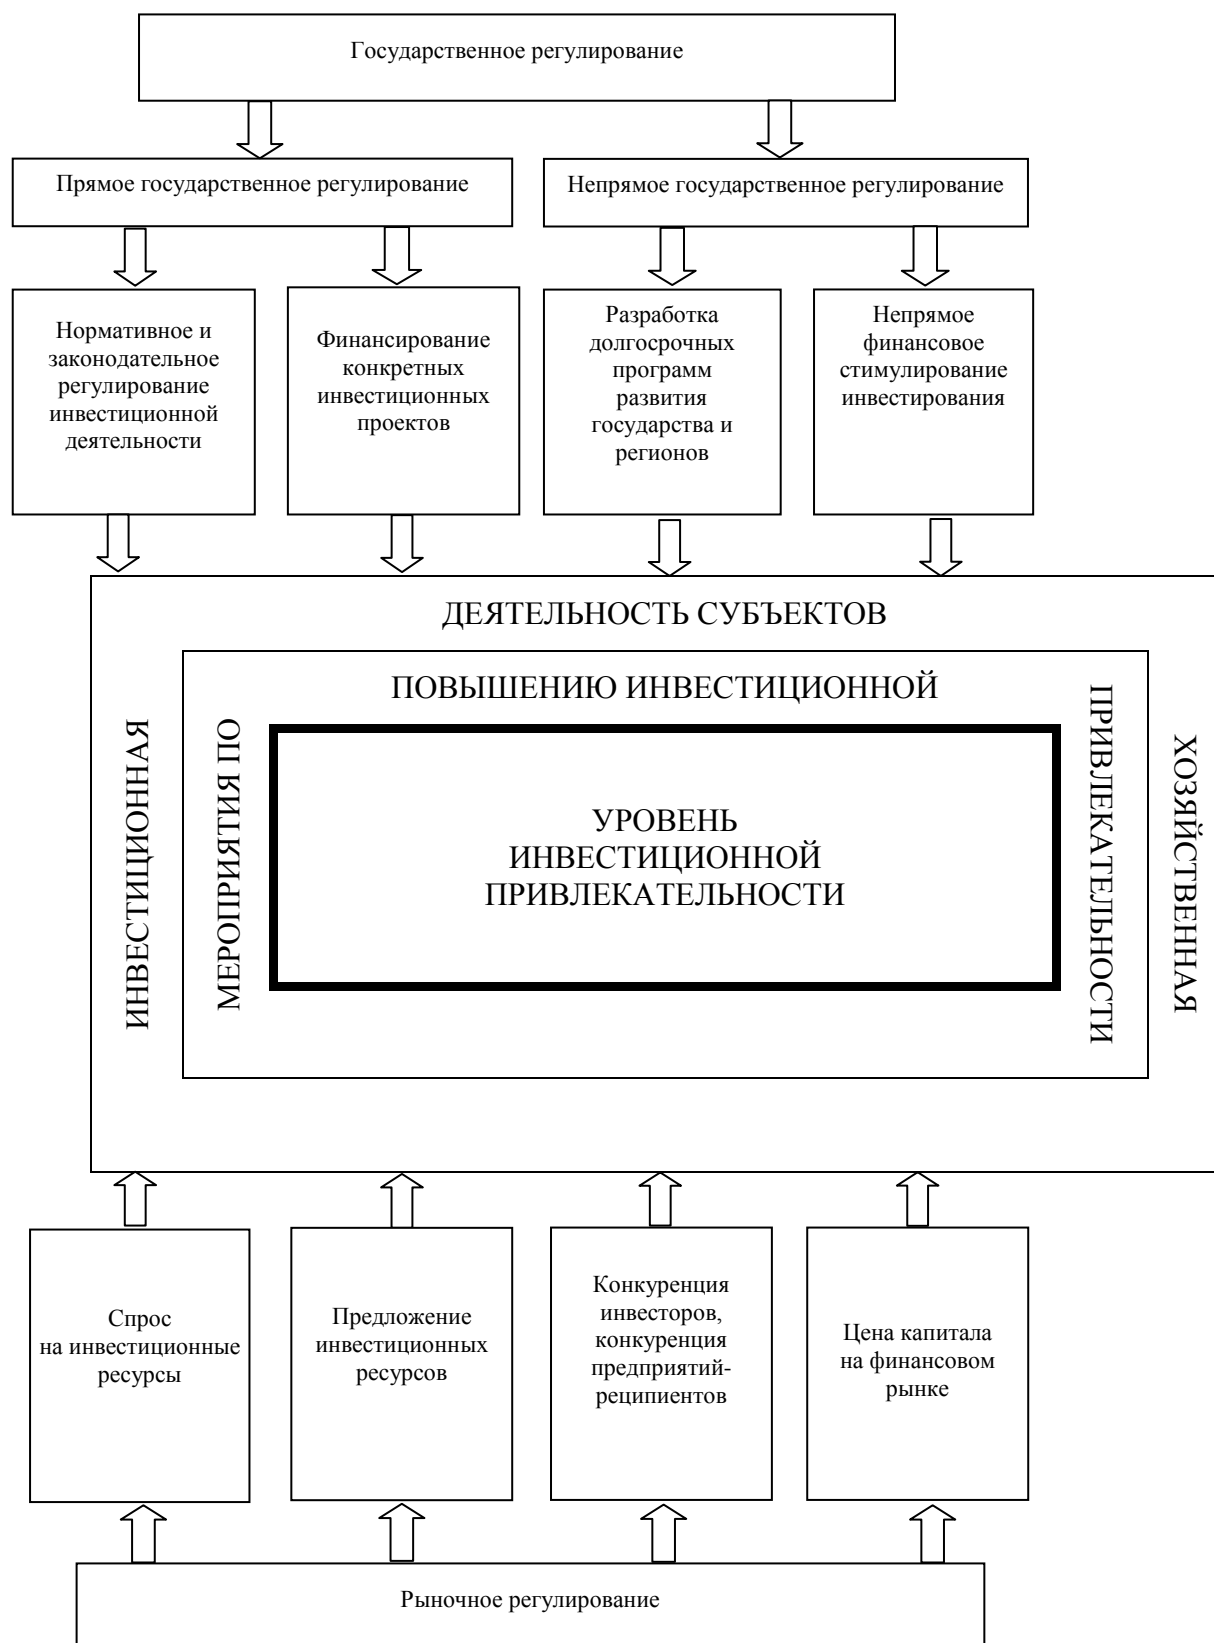 Государственное регулирование
Прямое государственное регулирование
Непрямое государственное регулирование
Нормативное и
законодательное
регулирование
инвестиционной
деятельности
Финансирование
конкретных
инвестиционных
проектов
Разработка
долгосрочных
программ
развития
государства и
регионов
Непрямое
финансовое
стимулирование
инвестирования
ИНВЕСТИЦИОННАЯ
ДЕЯТЕЛЬНОСТЬ СУБЪЕКТОВ
ХОЗЯЙСТВЕННАЯ
МЕРОПРИЯТИЯ ПО
ПОВЫШЕНИЮ ИНВЕСТИЦИОННОЙ
ПРИВЛЕКАТЕЛЬНОСТИ
УРОВЕНЬ
ИНВЕСТИЦИОННОЙ
ПРИВЛЕКАТЕЛЬНОСТИ
Спрос
на инвестиционные
ресурсы
Предложение
инвестиционных
ресурсов
Конкуренция
инвесторов,
конкуренция
предприятий-
реципиентов
Цена капитала
на финансовом
рынке
Рыночное регулирование